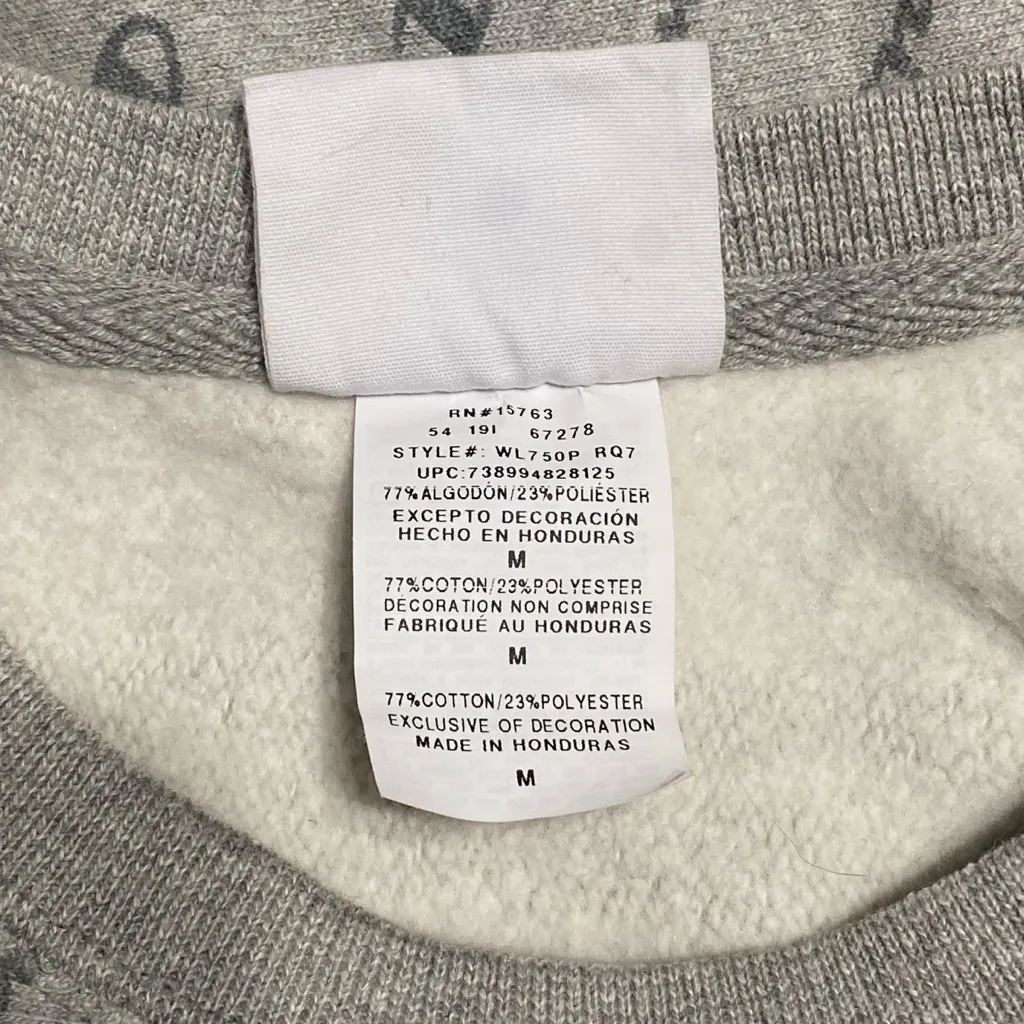 RN#15763
54 191 67278
STYLE#: WL750P RQ7
UPC:738994828125
77%ALGODÓN/23%POLIÉSTER
EXCEPTO DECORACIÓN
HECHO EN HONDURAS
M
77%COTON/23%POLYESTER
DÉCORATION NON COMPRISE
FABRIQUÉ AU HONDURAS
M
77%COTTON/23%POLYESTER
EXCLUSIVE OF DECORATION
MADE IN HONDURAS
M